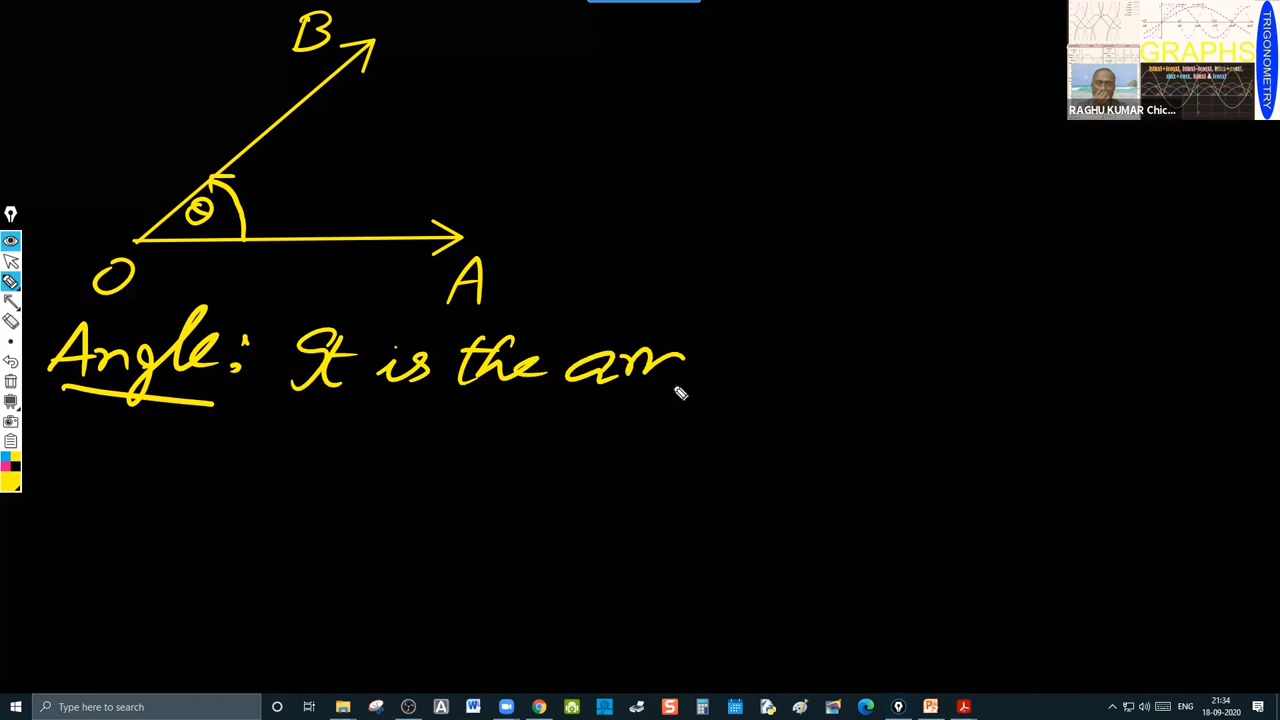 B
θ
O
A
Angle: It is the am
GRAPHS
TRIGONOMETRY
RAGHU KUMAR Chic...
Type here to search
ENG
21:34
18-09-2020